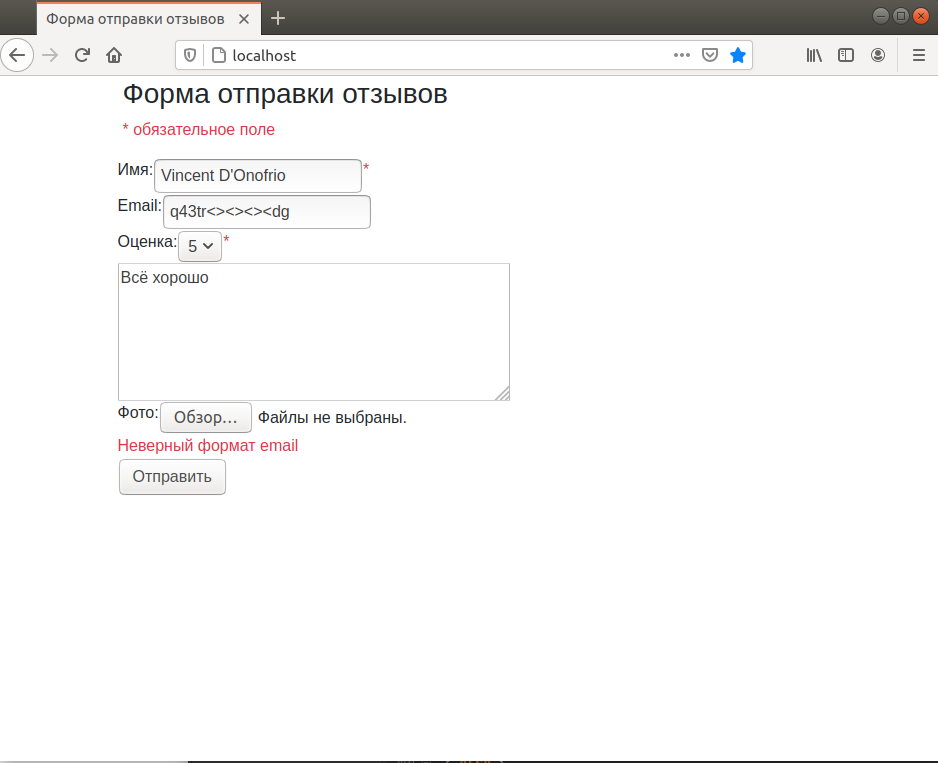 Форма отправки отзывов
localhost
Форма отправки отзывов
* обязательное поле
Имя: Vincent D'Onofrio *
Email: q43tr<><><><dg
Оценка: 5 *
Всё хорошо
Фото: Обзор... Файлы не выбраны.
Неверный формат email
Отправить